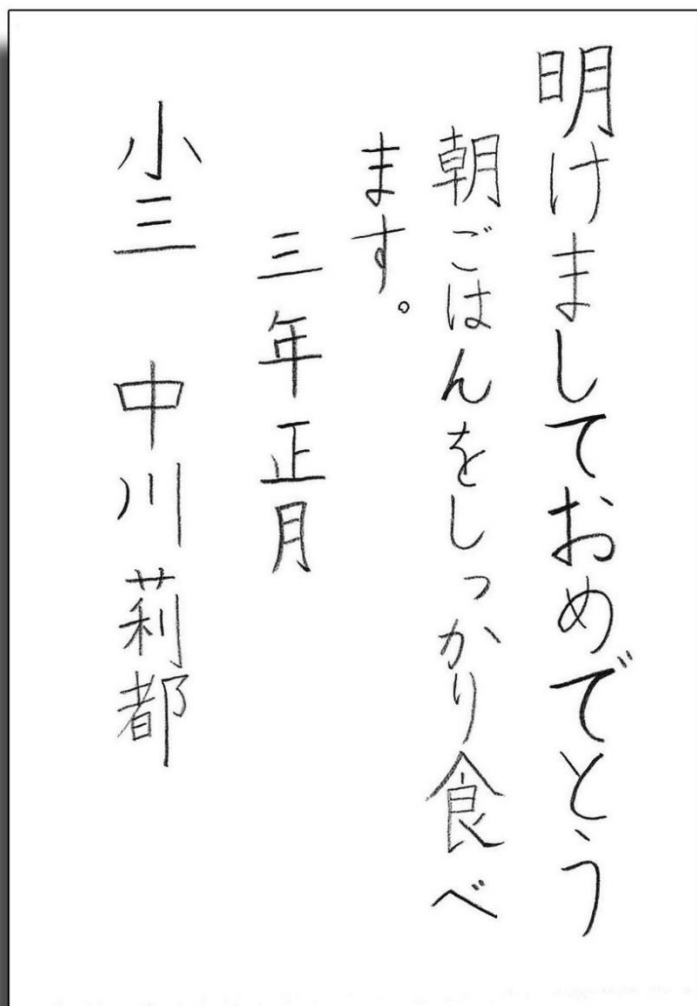 明けましておめでとう
朝ごはんをしっかり食べ
ます。
三年正月
小三 中川莉都